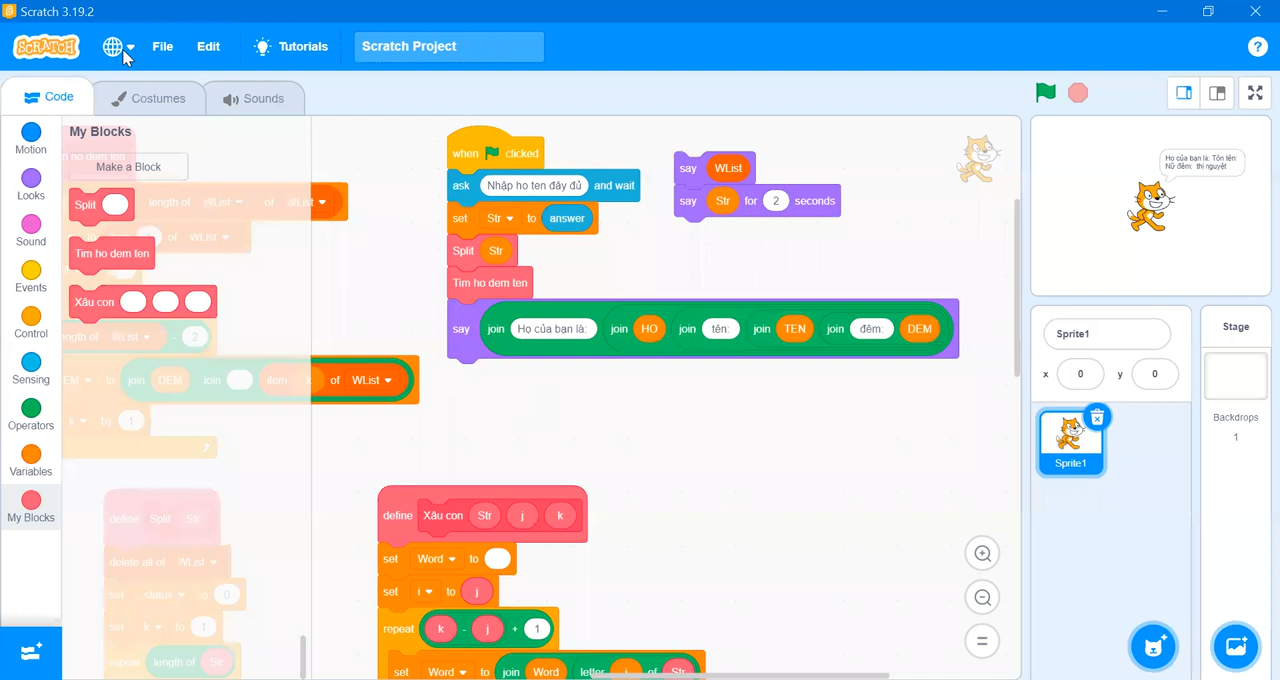 Scratch 3.19.2
SCRATCH
File
Edit
Tutorials
Scratch Project
?
Code
Costumes
Sounds
Motion
Looks
Sound
Events
Control
Sensing
Operators
Variables
My Blocks
My Blocks
Make a Block
Split
Tim ho dem ten
Xâu con
length of WList of WList
of WList
length of WList - 2
DEM to join DEM join item k of WList
k by 1
define Split Str
delete all of WList
set status to 0
set k to 1
repeat length of Str
when clicked
ask Nhập ho ten đây đủ and wait
set Str to answer
Split Str
Tim ho dem ten
say join Họ của bạn là: join HO join tên: join TEN join đêm: DEM
say WList
say Str for 2 seconds
define Xâu con Str j k
set Word to
set i to j
repeat k - j + 1
set Word to join Word letter i of Str
Họ của bạn là: Tôn tên:
Nữ đêm: thị nguyệt
Sprite1
x 0 y 0
Sprite1
Stage
Backdrops
1